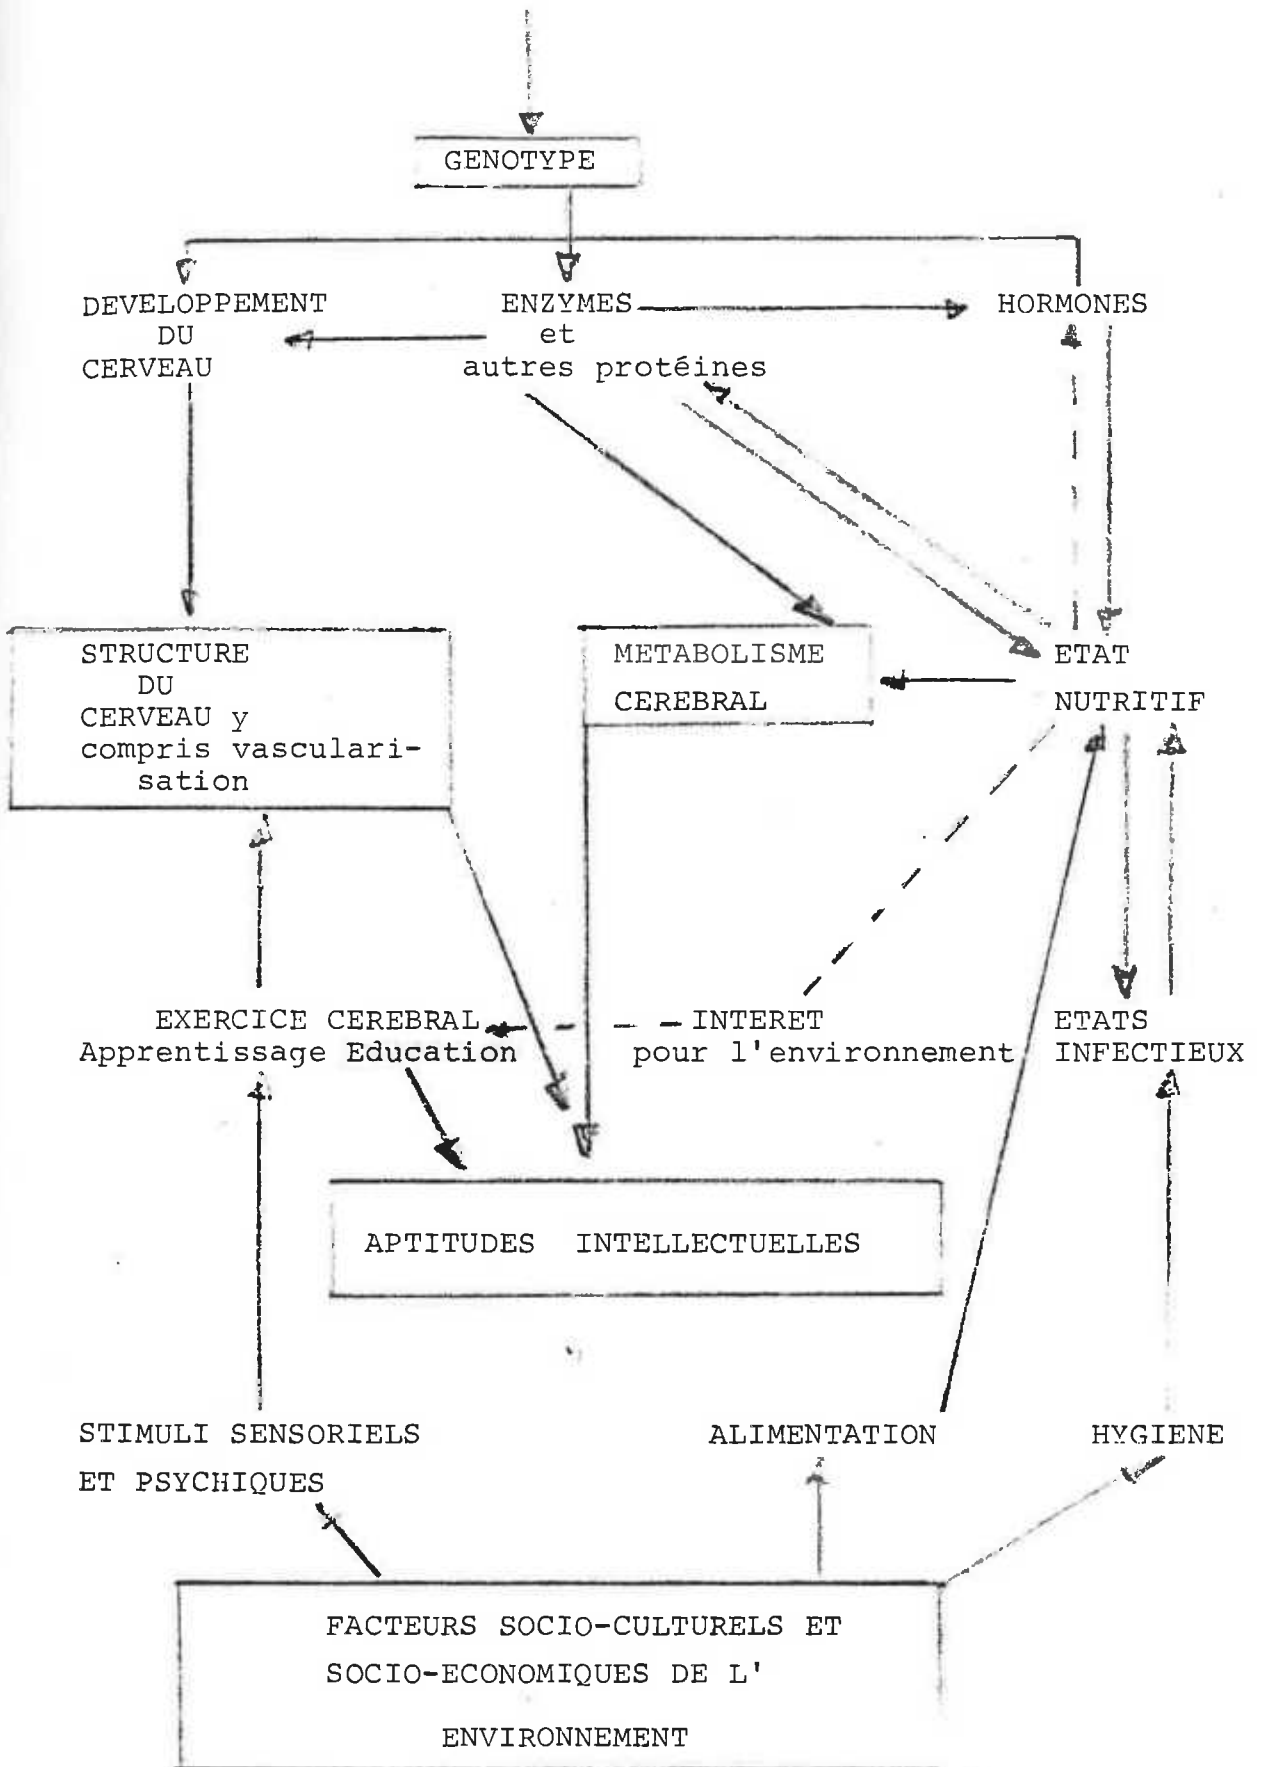 GENOTYPE
DEVELOPPEMENT
DU
CERVEAU
ENZYMES
et
autres protéines
HORMONES
STRUCTURE
DU
CERVEAU y
compris vasculari-
sation
METABOLISME
CEREBRAL
ETAT
NUTRITIF
EXERCICE CEREBRAL
Apprentissage Education
INTERET
pour l'environnement
ETATS
INFECTIEUX
APTITUDES INTELLECTUELLES
STIMULI SENSORIELS
ET PSYCHIQUES
ALIMENTATION
HYGIENE
FACTEURS SOCIO-CULTURELS ET
SOCIO-ECONOMIQUES DE L'
ENVIRONNEMENT